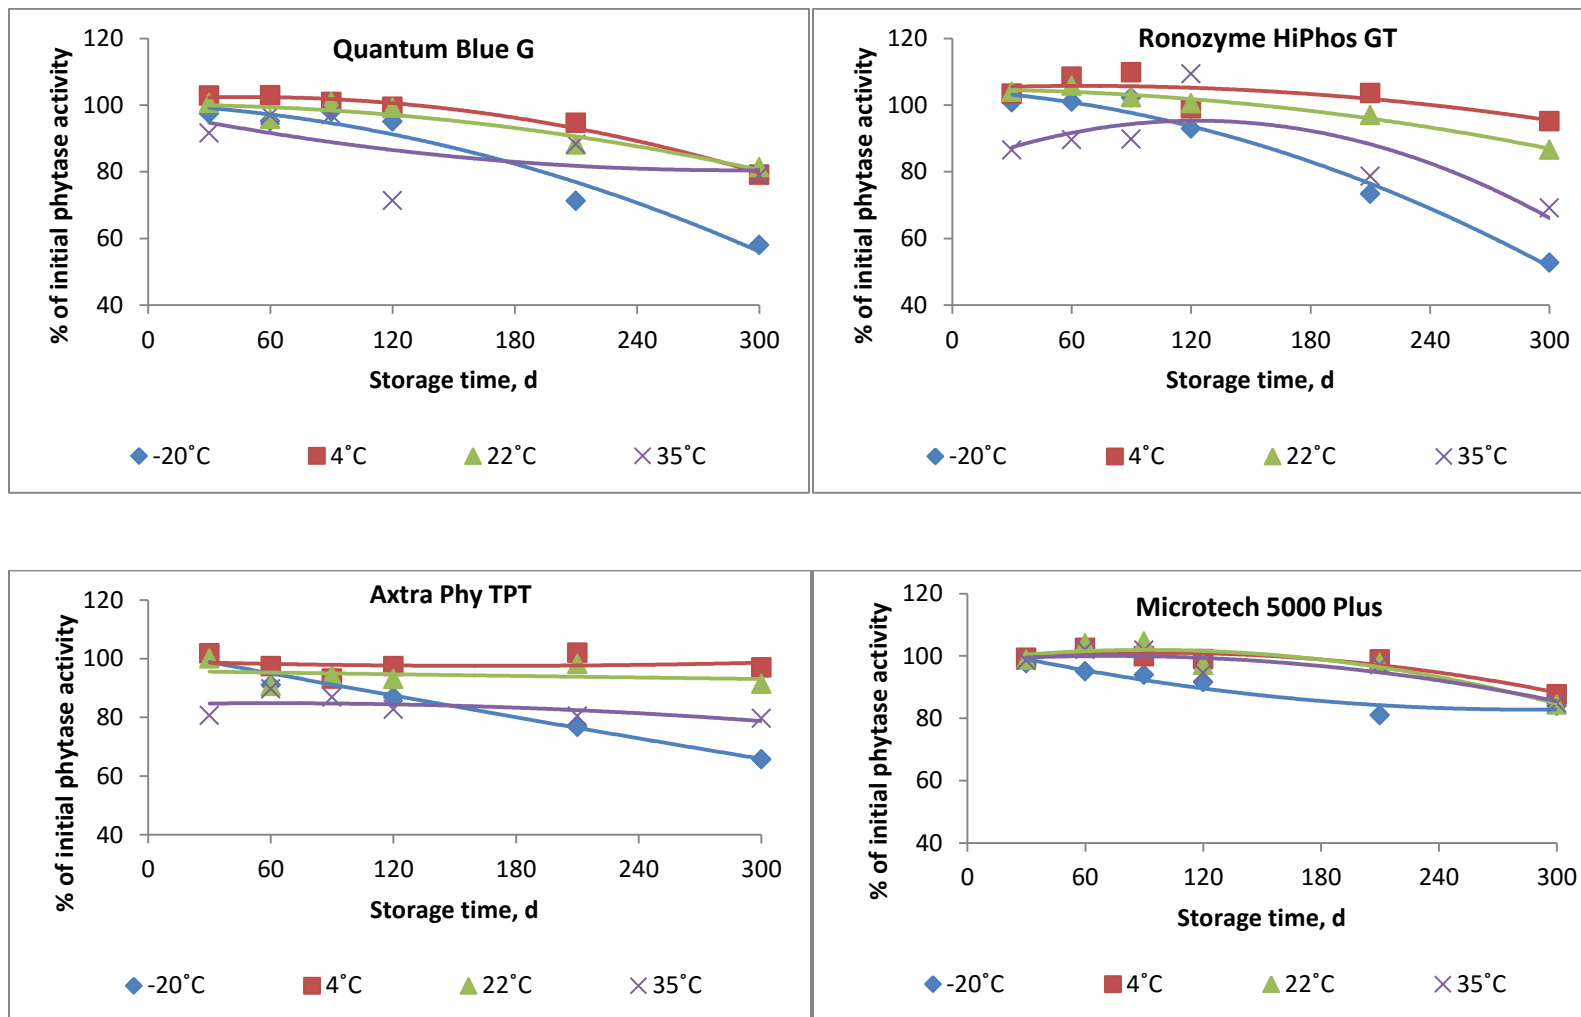 Quantum Blue G
% of initial phytase activity
120
100
80
60
40
0 60 120 180 240 300
Storage time, d
-20˚C 4˚C 22˚C 35˚C
Ronozyme HiPhos GT
% of initial phytase activity
120
100
80
60
40
0 60 120 180 240 300
Storage time, d
-20˚C 4˚C 22˚C 35˚C
Axtra Phy TPT
% of initial phytase activity
120
100
80
60
40
0 60 120 180 240 300
Storage time, d
-20˚C 4˚C 22˚C 35˚C
Microtech 5000 Plus
% of initial phytase activity
120
100
80
60
40
0 60 120 180 240 300
Storage time, d
-20˚C 4˚C 22˚C 35˚C